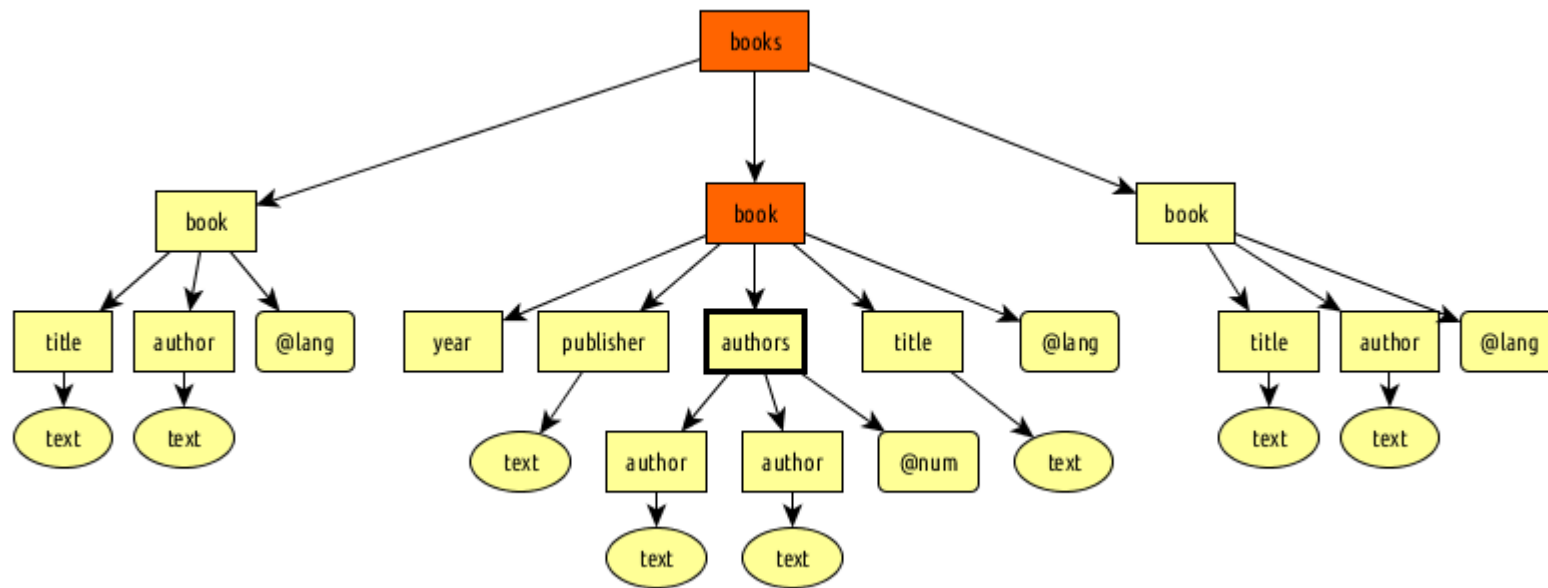 books
book
book
book
title
author
@lang
year
publisher
authors
title
@lang
title
author
@lang
text
text
text
author
author
@num
text
text
text
text
text